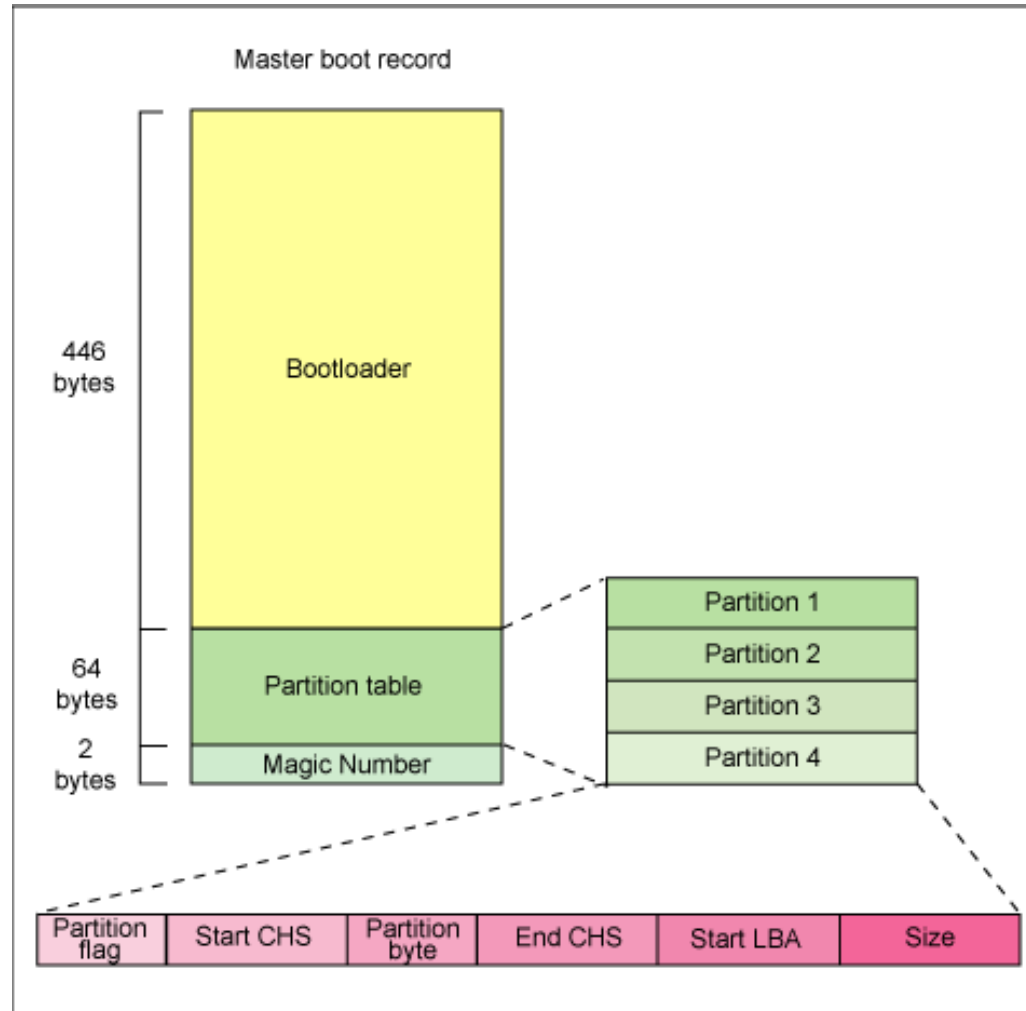 Master boot record
446
bytes
Bootloader
64
bytes
Partition table
2
bytes
Magic Number
Partition 1
Partition 2
Partition 3
Partition 4
Partition
flag
Start CHS
Partition
byte
End CHS
Start LBA
Size